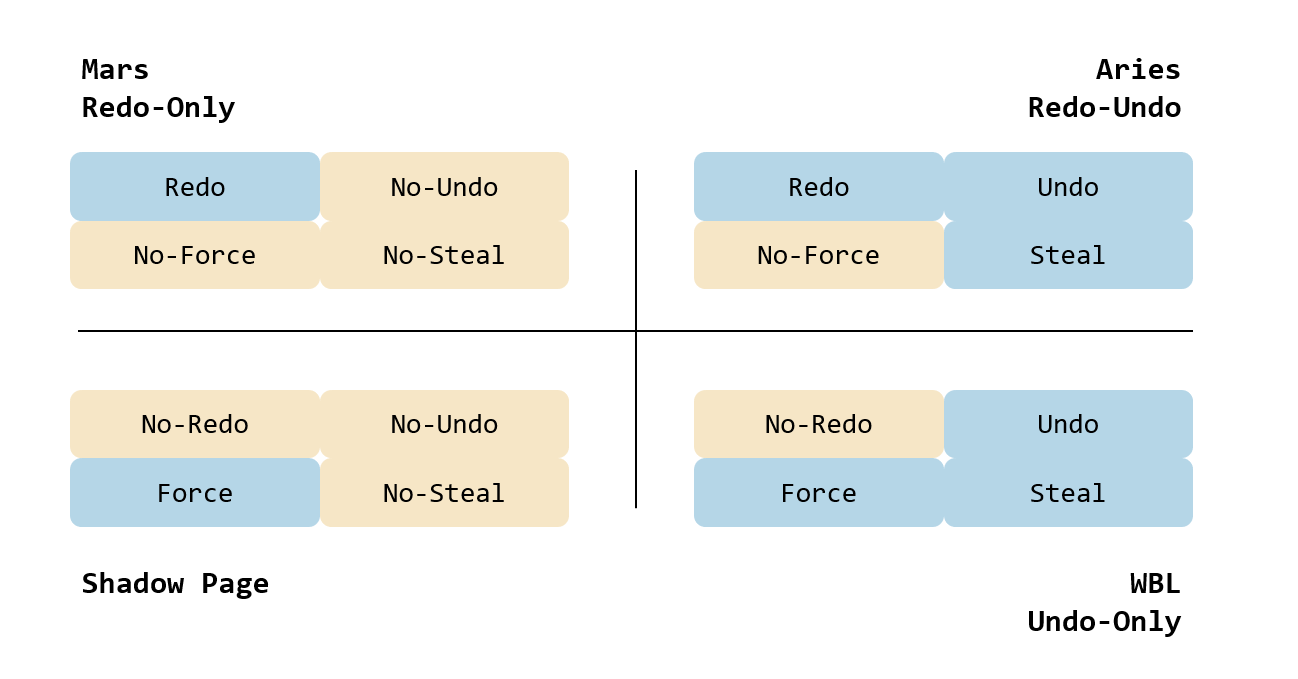 Mars
Redo-Only
Aries
Redo-Undo
Redo No-Undo
No-Force No-Steal
Redo Undo
No-Force Steal
No-Redo No-Undo
Force No-Steal
No-Redo Undo
Force Steal
Shadow Page
WBL
Undo-Only